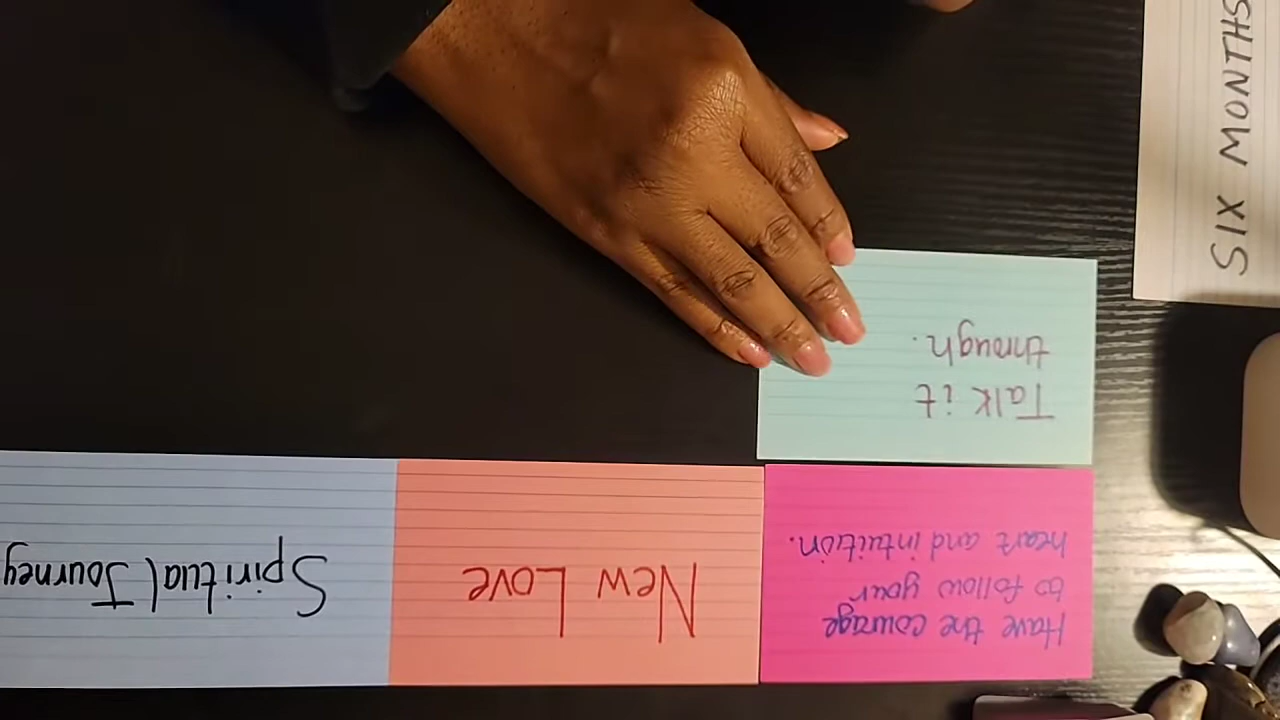 SIX MONTHS
Talk it
through.
Have the courage
to follow your
heart and intuition.
New Love
Spiritual Journey